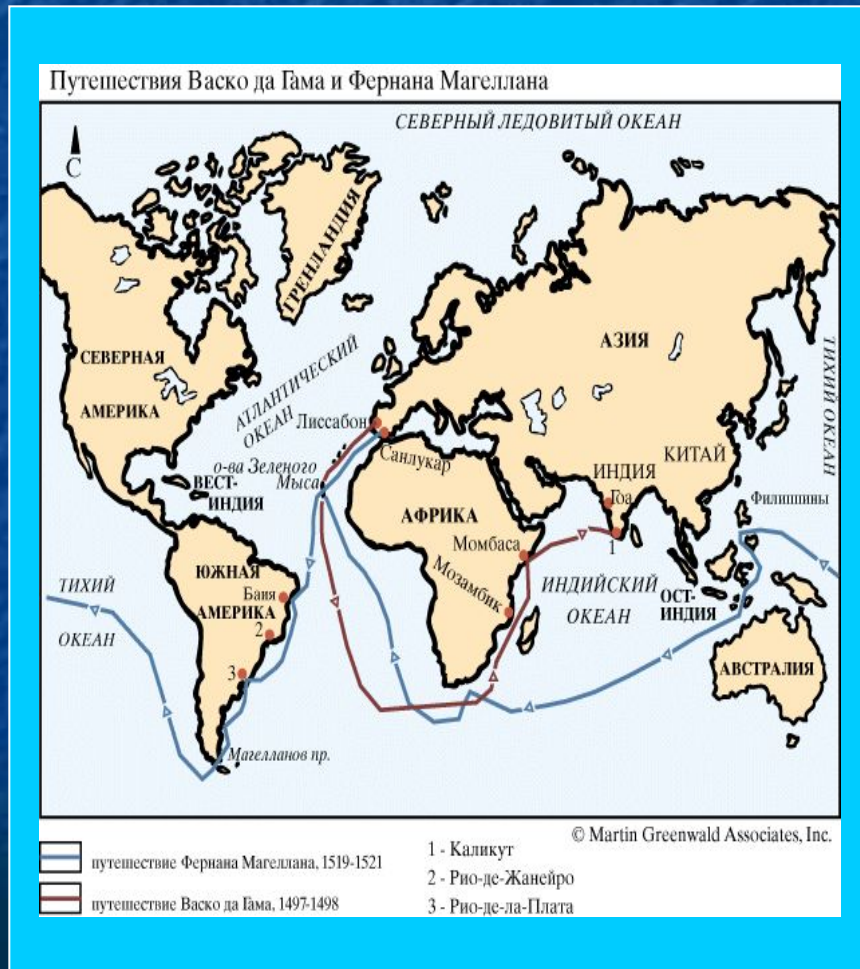 Путешествия Васко да Гама и Фернана Магеллана
СЕВЕРНЫЙ ЛЕДОВИТЫЙ ОКЕАН
С
ГРЕНЛАНДИЯ
СЕВЕРНАЯ
АМЕРИКА
АТЛАНТИЧЕСКИЙ
ОКЕАН
АЗИЯ
ТИХИЙ ОКЕАН
Лиссабон
Санлукар
о-ва Зеленого
Мыса
ВЕСТ-
ИНДИЯ
КИТАЙ
ИНДИЯ
Гоа
Филиппины
АФРИКА
Момбаса
1
Мозамбик
ИНДИЙСКИЙ
ОКЕАН
ОСТ-
ИНДИЯ
ЮЖНАЯ
АМЕРИКА
Баия
2
3
ТИХИЙ
ОКЕАН
АВСТРАЛИЯ
Магелланов пр.
© Martin Greenwald Associates, Inc.
путешествие Фернана Магеллана, 1519-1521
путешествие Васко да Гама, 1497-1498
1 - Каликут
2 - Рио-де-Жанейро
3 - Рио-де-ла-Плата